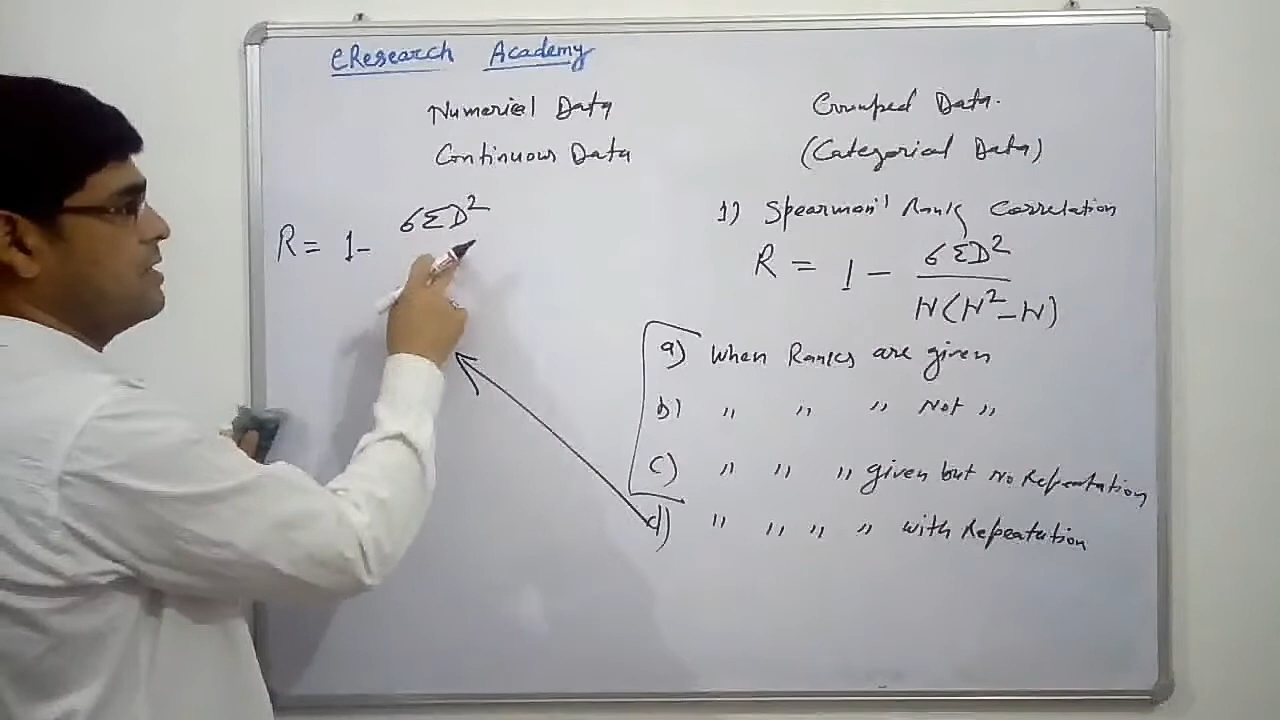 eResearch Academy
Numerical Data
Continuous Data
R = 1- 6ΣD²
Grouped Data.
(Categorical Data)
1) Spearman' Rank Correlation
R = 1 - 6ΣD² / N(N²-N)
a) When Ranks are given
b) " " " Not "
c) " " " given but No Repeatation
d) " " " " with Repeatation